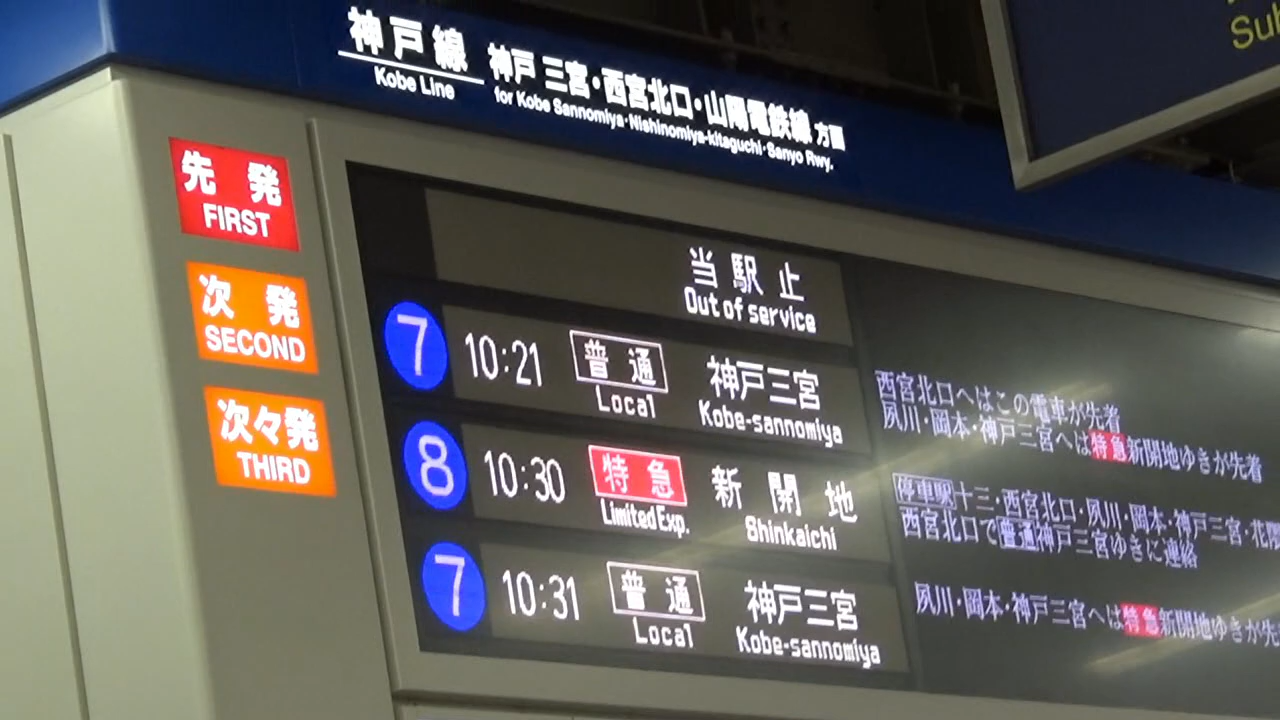 Sub
神戸線
Kobe Line
神戸三宮・西宮北口・山陽電鉄線 方面
for Kobe Sannomiya・Nishinomiya-kitaguchi・Sanyo Rwy.
先発
FIRST
次発
SECOND
次々発
THIRD
当駅止
Out of service
7 10:21 普通 神戸三宮
Local Kobe-sannomiya
西宮北口へはこの電車が先着
夙川・岡本・神戸三宮へは特急新開地ゆきが先着
8 10:30 特急 新開地
Limited Exp. Shinkaichi
停車駅十三・西宮北口・夙川・岡本・神戸三宮・花隈
西宮北口で普通神戸三宮ゆきに連絡
7 10:31 普通 神戸三宮
Local Kobe-sannomiya
夙川・岡本・神戸三宮へは特急新開地ゆきが先